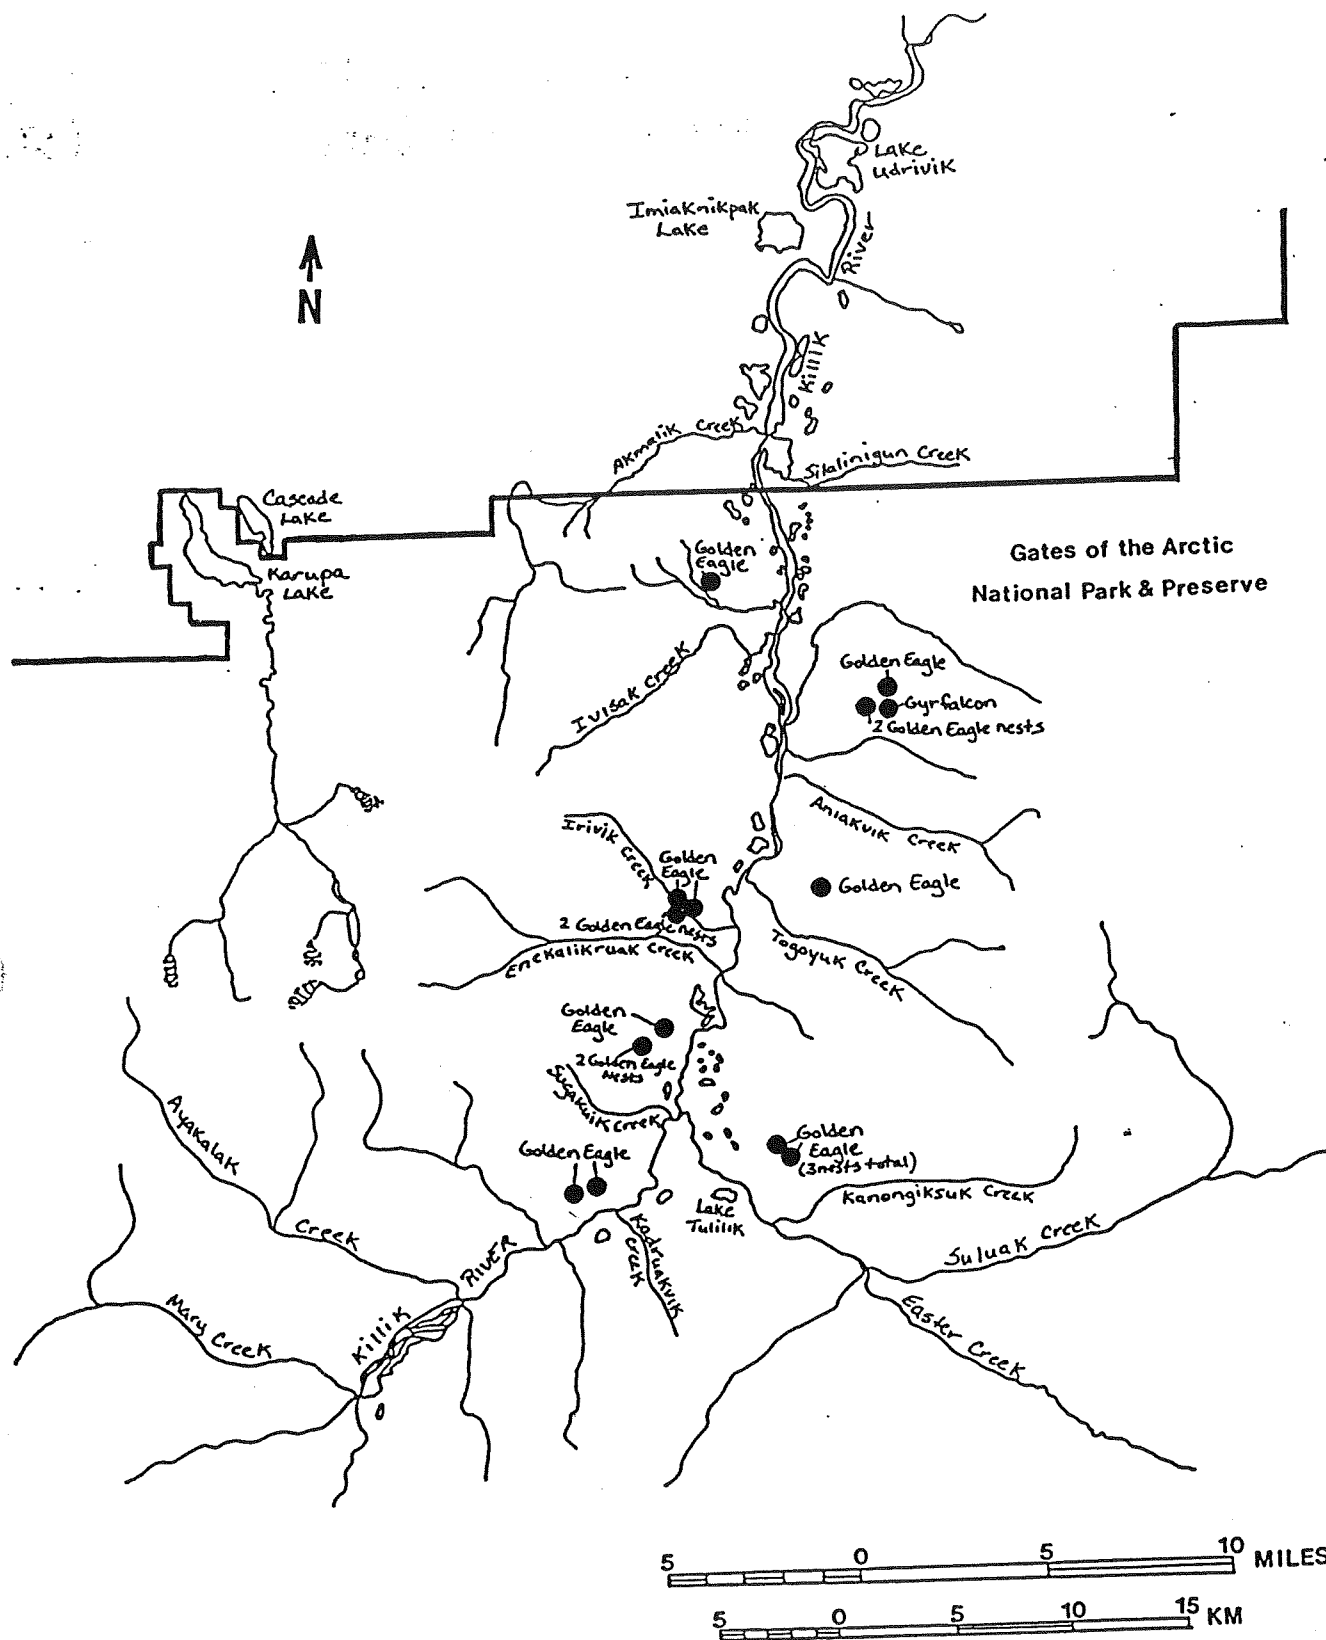 Lake
Udrivik
Imiaknikpak
Lake
River
N
Killik
Akmalik Creek
Silalinigun Creek
Cascade
Lake
Karupa
Lake
Golden
Eagle
Gates of the Arctic
National Park & Preserve
Ivisak Creek
Golden Eagle
Gyrfalcon
2 Golden Eagle nests
Aniakvik Creek
Irivik Creek
Golden
Eagle
Golden Eagle
2 Golden Eagle nests
Enekalikruak Creek
Togoyuk Creek
Golden
Eagle
2 Golden Eagle
Nests
Sugakuik Creek
Ayakalak
Creek
Golden Eagle
Golden
Eagle
(3 nests total)
Kanongiksuk Creek
Lake
Tulilik
Kadruakvik
Creek
Suluak Creek
Killik RIVER
Mary Creek
Easter Creek
5 0 5 10 MILES
5 0 5 10 15 KM